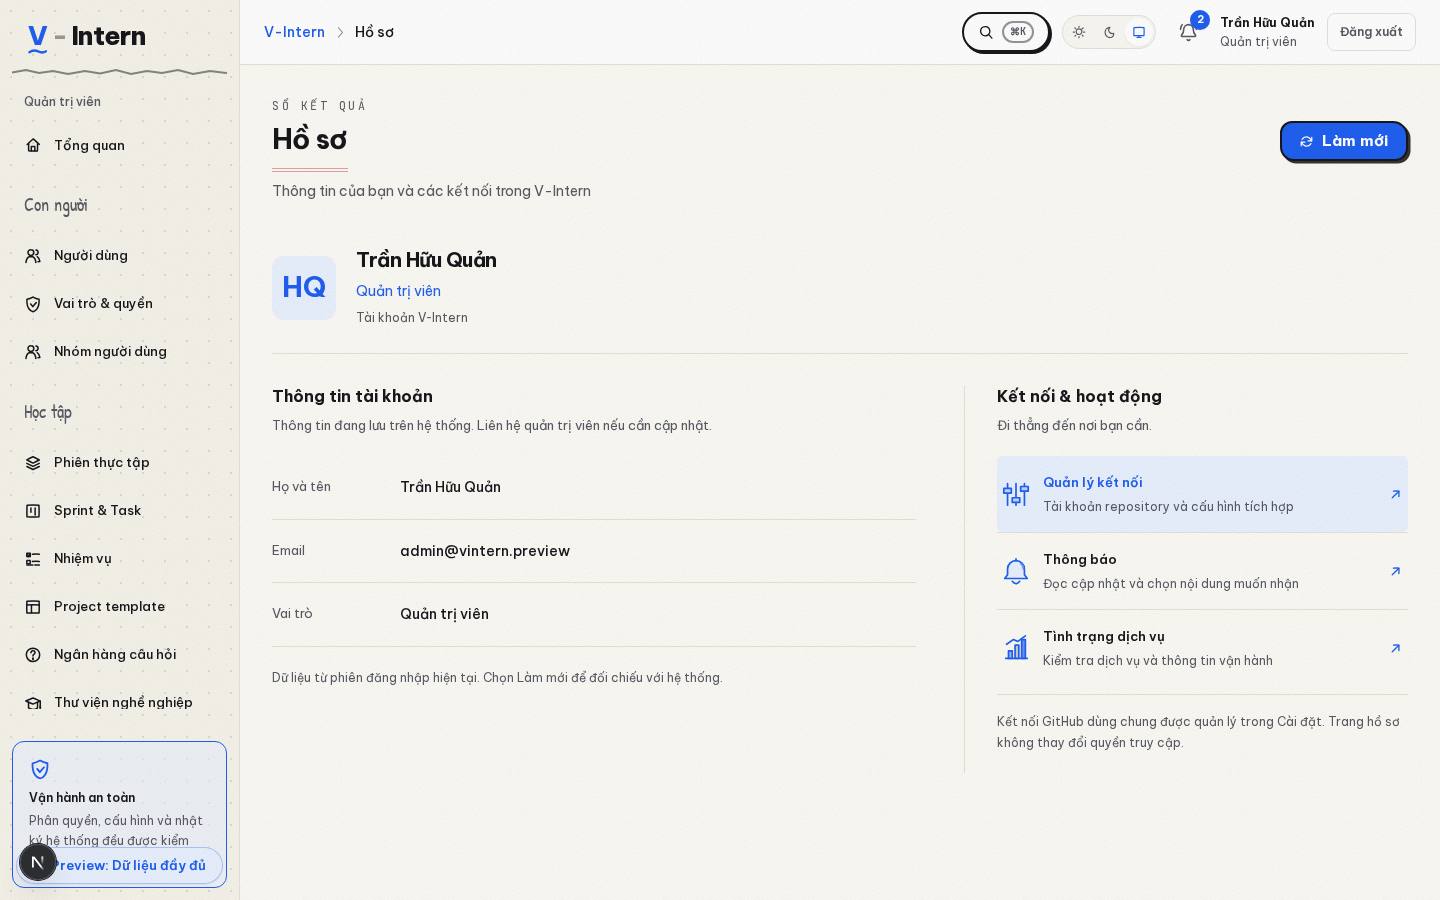 V - Intern
Quản trị viên
Tổng quan
Con người
Người dùng
Vai trò & quyền
Nhóm người dùng
Học tập
Phiên thực tập
Sprint & Task
Nhiệm vụ
Project template
Ngân hàng câu hỏi
Thư viện nghề nghiệp
Vận hành an toàn
Phân quyền, cấu hình và nhật
ký hệ thống đều được kiểm
N
Preview: Dữ liệu đầy đủ
V-Intern > Hồ sơ
⌘K
2
Trần Hữu Quản
Quản trị viên
Đăng xuất
SỔ KẾT QUẢ
Hồ sơ
Thông tin của bạn và các kết nối trong V-Intern
Làm mới
HQ
Trần Hữu Quản
Quản trị viên
Tài khoản V-Intern
Thông tin tài khoản
Thông tin đang lưu trên hệ thống. Liên hệ quản trị viên nếu cần cập nhật.
Họ và tên Trần Hữu Quản
Email admin@vintern.preview
Vai trò Quản trị viên
Dữ liệu từ phiên đăng nhập hiện tại. Chọn Làm mới để đối chiếu với hệ thống.
Kết nối & hoạt động
Đi thẳng đến nơi bạn cần.
Quản lý kết nối
Tài khoản repository và cấu hình tích hợp
Thông báo
Đọc cập nhật và chọn nội dung muốn nhận
Tình trạng dịch vụ
Kiểm tra dịch vụ và thông tin vận hành
Kết nối GitHub dùng chung được quản lý trong Cài đặt. Trang hồ sơ
không thay đổi quyền truy cập.